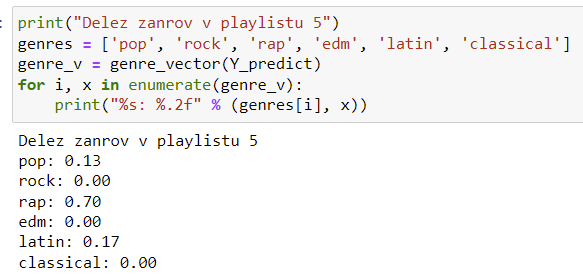 print("Delez zanrov v playlistu 5")
genres = ['pop', 'rock', 'rap', 'edm', 'latin', 'classical']
genre_v = genre_vector(Y_predict)
for i, x in enumerate(genre_v):
    print("%s: %.2f" % (genres[i], x))
Delez zanrov v playlistu 5
pop: 0.13
rock: 0.00
rap: 0.70
edm: 0.00
latin: 0.17
classical: 0.00